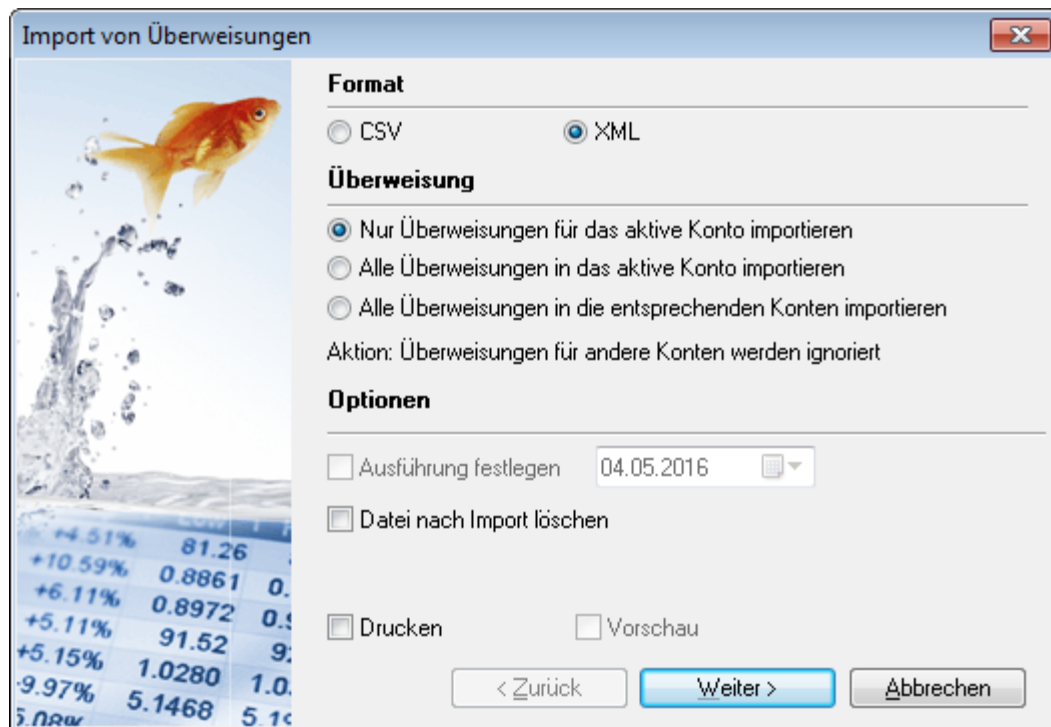 Import von Überweisungen
Format
CSV XML
Überweisung
Nur Überweisungen für das aktive Konto importieren
Alle Überweisungen in das aktive Konto importieren
Alle Überweisungen in die entsprechenden Konten importieren
Aktion: Überweisungen für andere Konten werden ignoriert
Optionen
Ausführung festlegen 04.05.2016
Datei nach Import löschen
Drucken Vorschau
< Zurück Weiter > Abbrechen
+4.51% 81.26
+10.59% 0.8861 0.
+6.11% 0.8972
+5.11% 91.52
+5.15% 1.0280 1.0
-9.97% 5.1468